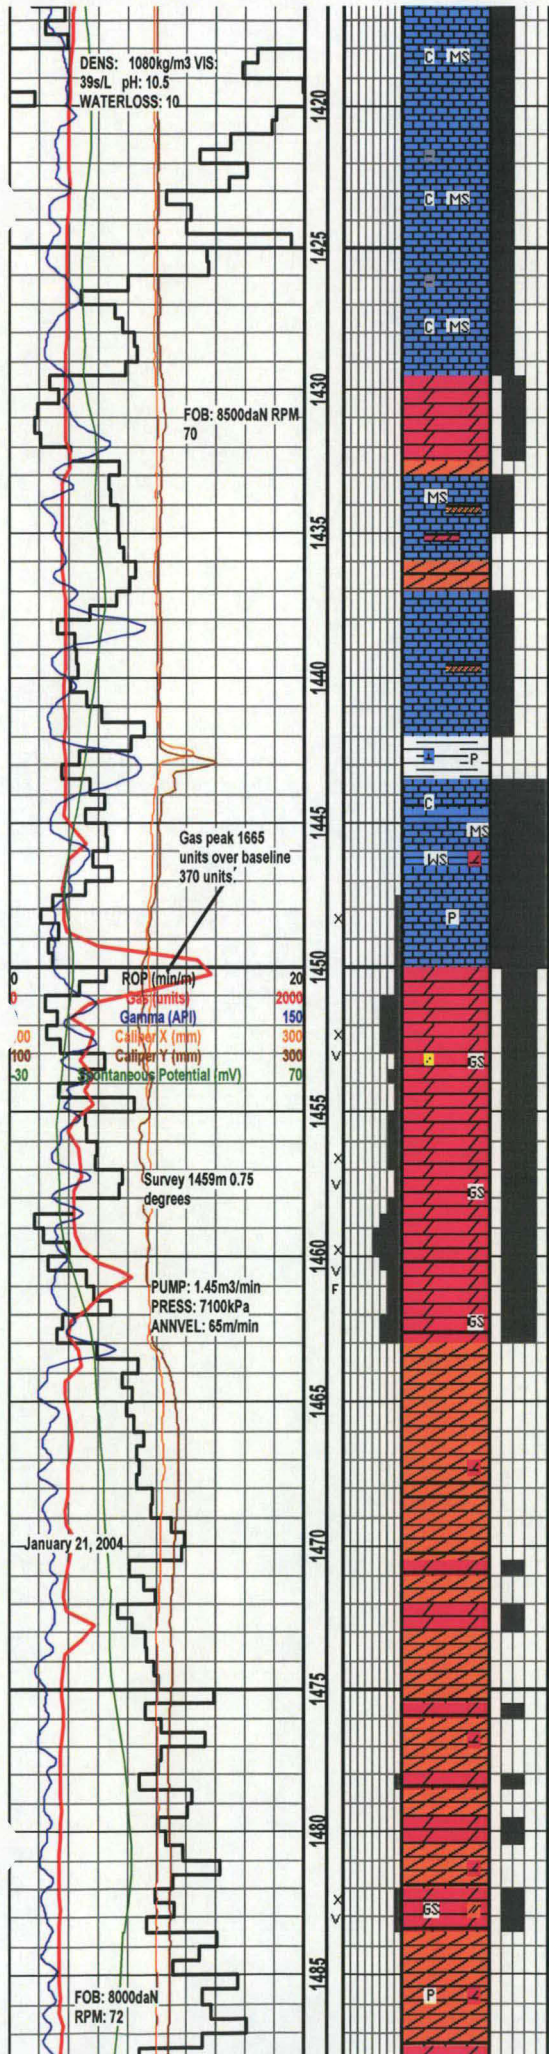 DENS: 1080kg/m3 VIS:
39s/L pH: 10.5
WATERLOSS: 10
C MS
1420
C MS
1425
C MS
1430
FOB: 8500daN RPM
70
MS
1435
1440
P
C
1445
MS
Gas peak 1665
units over baseline
370 units
WS
P
X
1450
0 ROP (min/m) 20
0 Gas (units) 2000
Gamma (API) 150
.00 Caliper X (mm) 300
100 Caliper Y (mm) 300
-30 Spontaneous Potential (mV) 70
X
V
GS
1455
X
V
Survey 1459m 0.75
degrees
GS
1460
X
V
F
PUMP: 1.45m3/min
PRESS: 7100kPa
ANNVEL: 65m/min
GS
1465
January 21, 2004
1470
1475
1480
X
V
GS
1485
FOB: 8000daN
RPM: 72
P